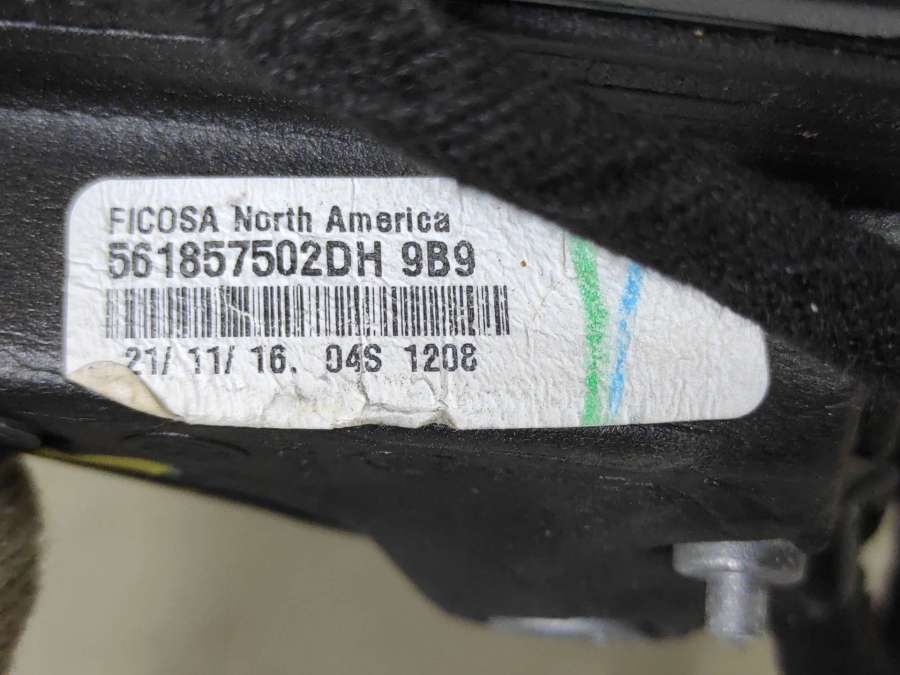 FICOSA North America
561857502DH 9B9
21/ 11/ 16. 04S 1208